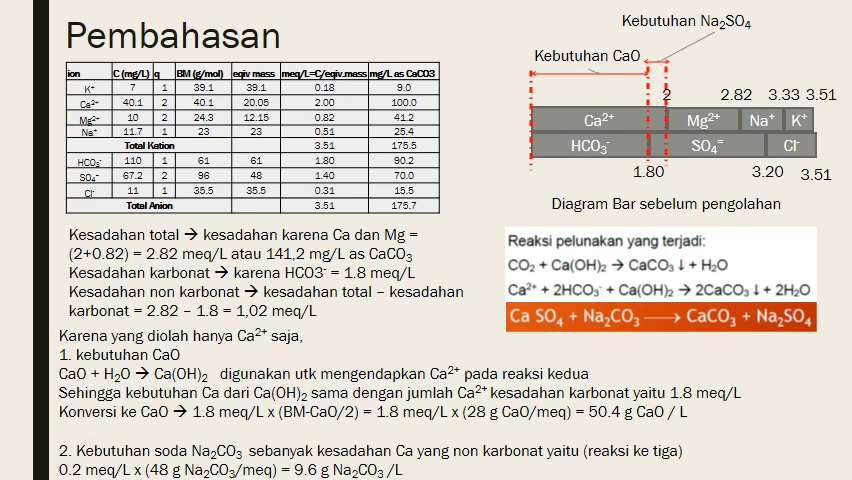 Pembahasan
Kebutuhan Na₂SO₄
Kebutuhan CaO
ion C (mg/L) q BM (g/mol) eqiv mass meq/L=C/eqiv.mass mg/L as CaCO3
K⁺ 7 1 39.1 39.1 0.18 9.0
Ca²⁺ 40.1 2 40.1 20.05 2.00 100.0
Mg²⁺ 10 2 24.3 12.15 0.82 41.2
Na⁺ 11.7 1 23 23 0.51 25.4
Total Kation 3.51 175.5
HCO₃⁻ 110 1 61 61 1.80 90.2
SO₄⁼ 67.2 2 96 48 1.40 70.0
Cl⁻ 11 1 35.5 35.5 0.31 15.5
Total Anion 3.51 175.7
2 2.82 3.33 3.51
Ca²⁺ Mg²⁺ Na⁺ K⁺
HCO₃⁻ SO₄⁼ Cl⁻
1.80 3.20 3.51
Diagram Bar sebelum pengolahan
Kesadahan total → kesadahan karena Ca dan Mg =
(2+0.82) = 2.82 meq/L atau 141,2 mg/L as CaCO₃
Kesadahan karbonat → karena HCO3⁻ = 1.8 meq/L
Kesadahan non karbonat → kesadahan total – kesadahan
karbonat = 2.82 – 1.8 = 1,02 meq/L
Reaksi pelunakan yang terjadi:
CO₂ + Ca(OH)₂ → CaCO₃ ↓ + H₂O
Ca²⁺ + 2HCO₃⁻ + Ca(OH)₂ → 2CaCO₃ ↓ + 2H₂O
Ca SO₄ + Na₂CO₃ ⟶ CaCO₃ + Na₂SO₄
Karena yang diolah hanya Ca²⁺ saja,
1. kebutuhan CaO
CaO + H₂O → Ca(OH)₂ digunakan utk mengendapkan Ca²⁺ pada reaksi kedua
Sehingga kebutuhan Ca dari Ca(OH)₂ sama dengan jumlah Ca²⁺ kesadahan karbonat yaitu 1.8 meq/L
Konversi ke CaO → 1.8 meq/L x (BM-CaO/2) = 1.8 meq/L x (28 g CaO/meq) = 50.4 g CaO / L
2. Kebutuhan soda Na₂CO₃ sebanyak kesadahan Ca yang non karbonat yaitu (reaksi ke tiga)
0.2 meq/L x (48 g Na₂CO₃/meq) = 9.6 g Na₂CO₃ /L